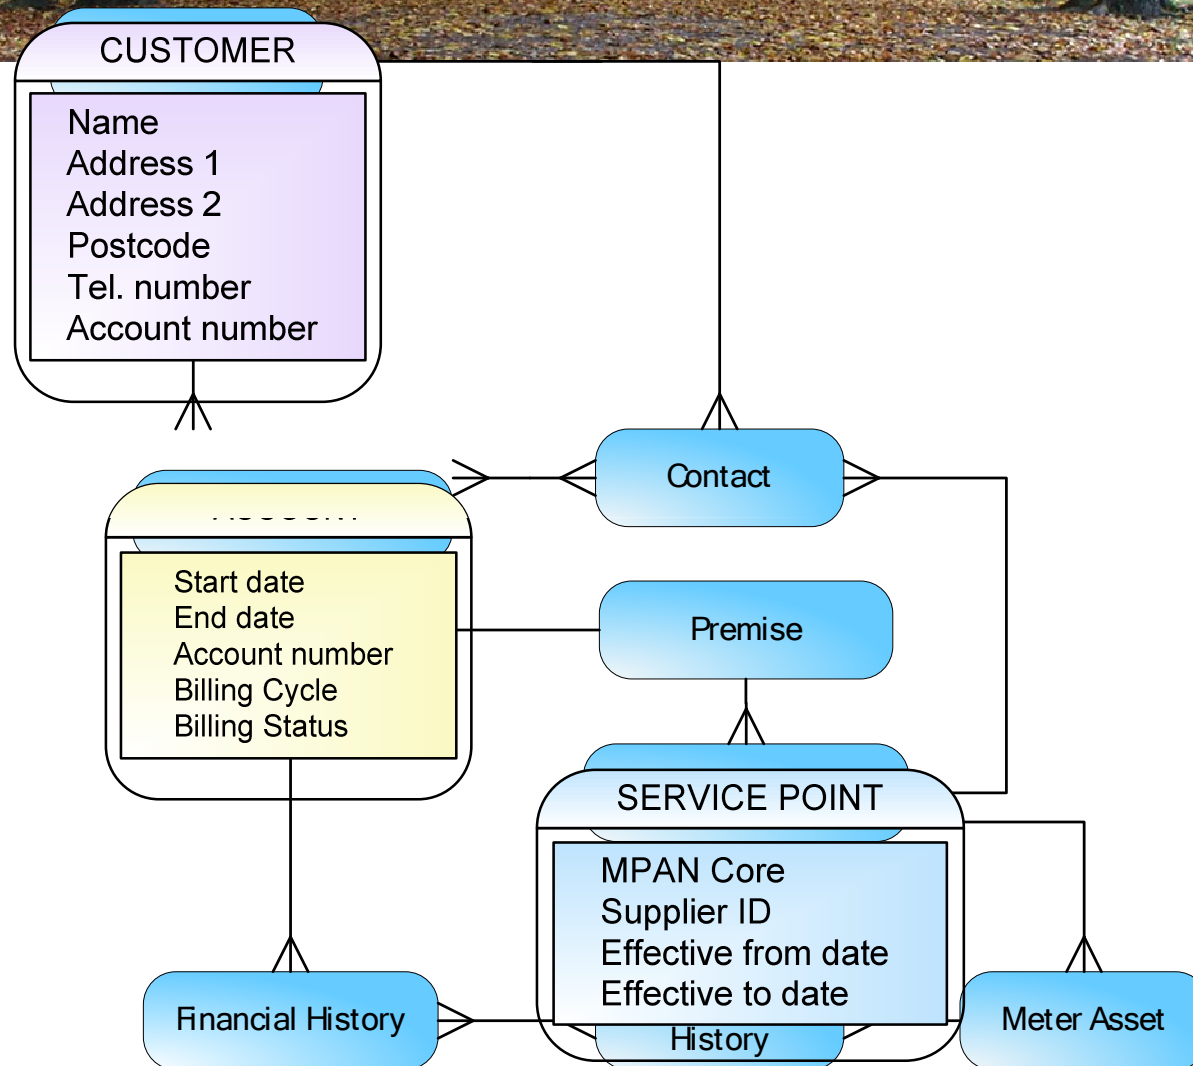 CUSTOMER
Name
Address 1
Address 2
Postcode
Tel. number
Account number
Contact
Start date
End date
Account number
Billing Cycle
Billing Status
Premise
SERVICE POINT
MPAN Core
Supplier ID
Effective from date
Effective to date
Financial History
History
Meter Asset